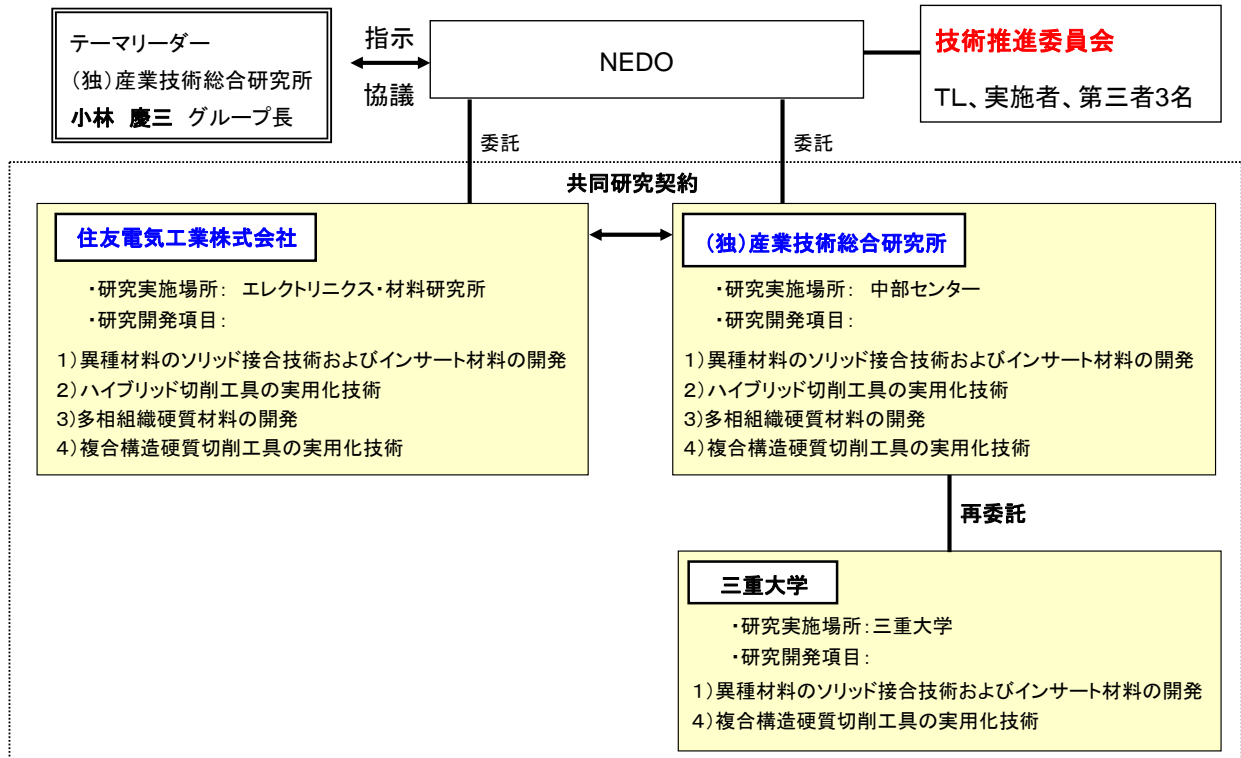 テーマリーダー
(独)産業技術総合研究所
小林 慶三 グループ長
指示
協議
NEDO
技術推進委員会
TL、実施者、第三者3名
委託
委託
共同研究契約
住友電気工業株式会社
・研究実施場所: エレクトリニクス・材料研究所
・研究開発項目:
1)異種材料のソリッド接合技術およびインサート材料の開発
2)ハイブリッド切削工具の実用化技術
3)多相組織硬質材料の開発
4)複合構造硬質切削工具の実用化技術
(独)産業技術総合研究所
・研究実施場所: 中部センター
・研究開発項目:
1)異種材料のソリッド接合技術およびインサート材料の開発
2)ハイブリッド切削工具の実用化技術
3)多相組織硬質材料の開発
4)複合構造硬質切削工具の実用化技術
再委託
三重大学
・研究実施場所:三重大学
・研究開発項目:
1)異種材料のソリッド接合技術およびインサート材料の開発
4)複合構造硬質切削工具の実用化技術